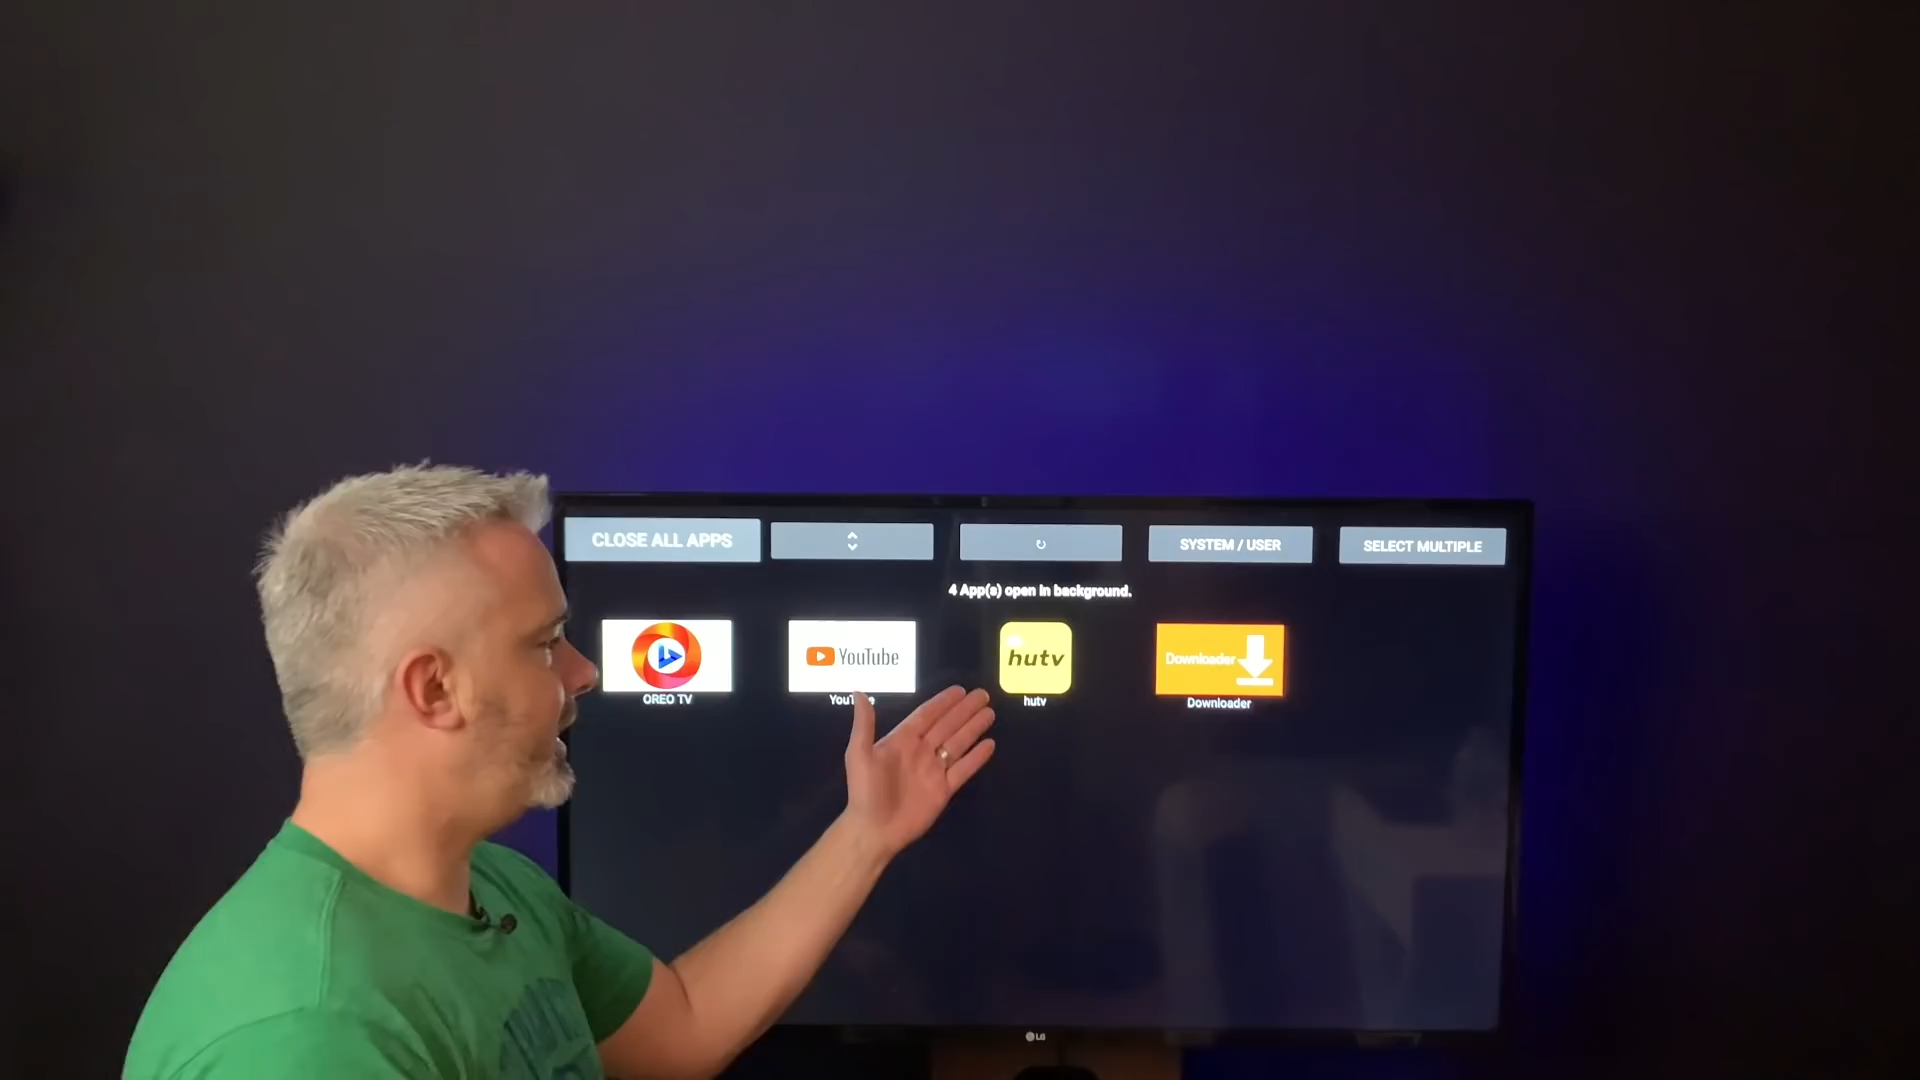 CLOSE ALL APPS
SYSTEM / USER
SELECT MULTIPLE
4 App(s) open in background.
YouTube
hutv
Downloader
OREO TV
YouTube
hutv
Downloader
LG